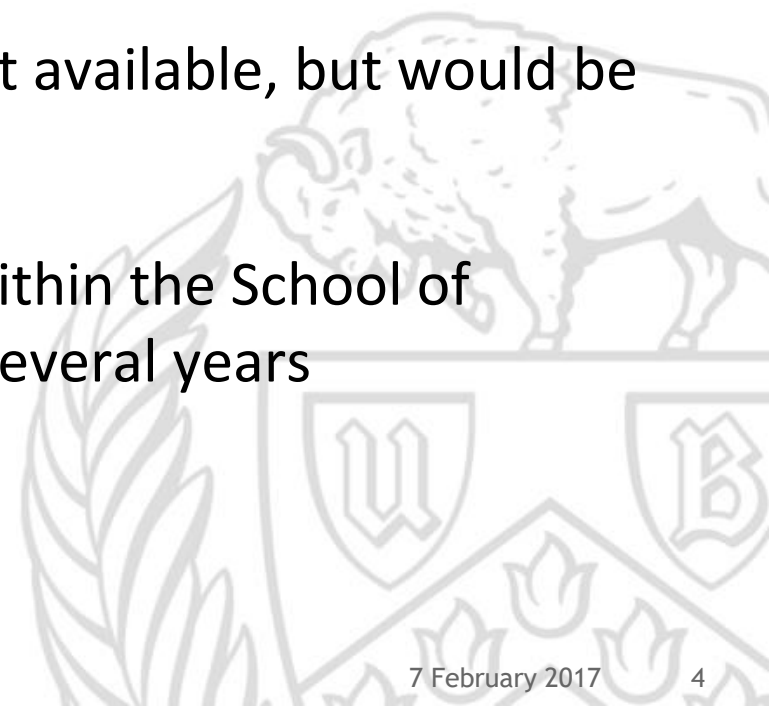 t available, but would be
ithin the School of
everal years
U B
7 February 2017 4